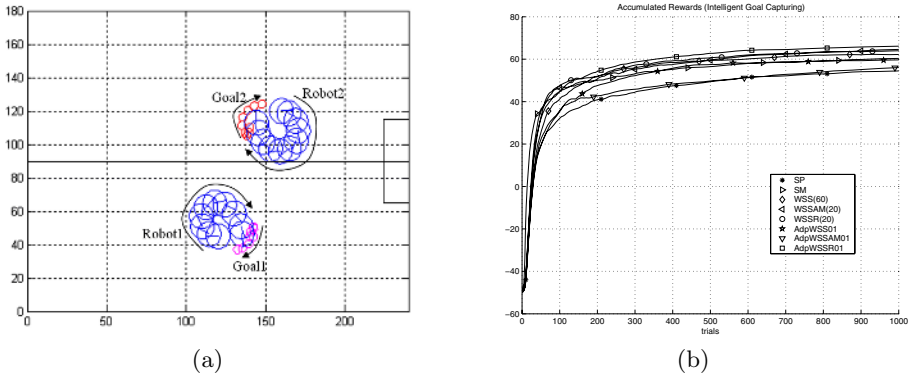 180
160
140
120
100
80
60
40
20
0
0
50
100
150
200
Goal2
Robot2
Robot1
Goal1
(a)
Accumulated Rewards (Intelligent Goal Capturing)
80
60
40
20
0
−20
−40
−60
0
100
200
300
400
500
600
700
800
900
1000
trials
SP
SM
WSS(60)
WSSAM(20)
WSSR(20)
AdpWSS01
AdpWSSAM01
AdpWSSR01
(b)